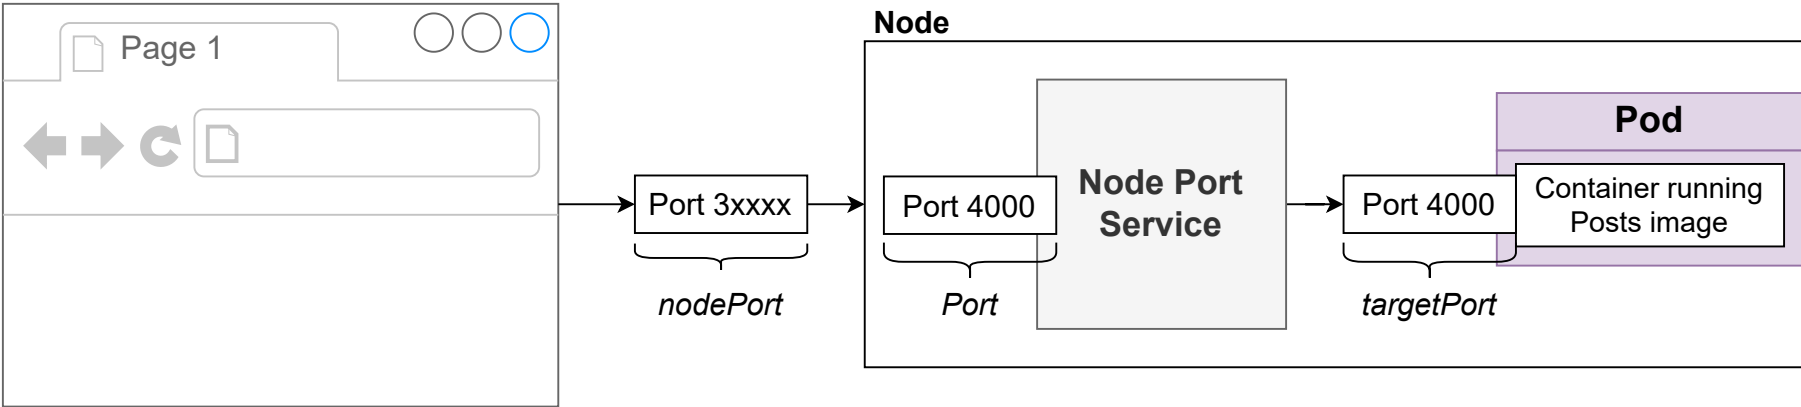 Page 1
Node
Port 3xxxx
nodePort
Port 4000
Port
Node Port
Service
Port 4000
targetPort
Pod
Container running
Posts image